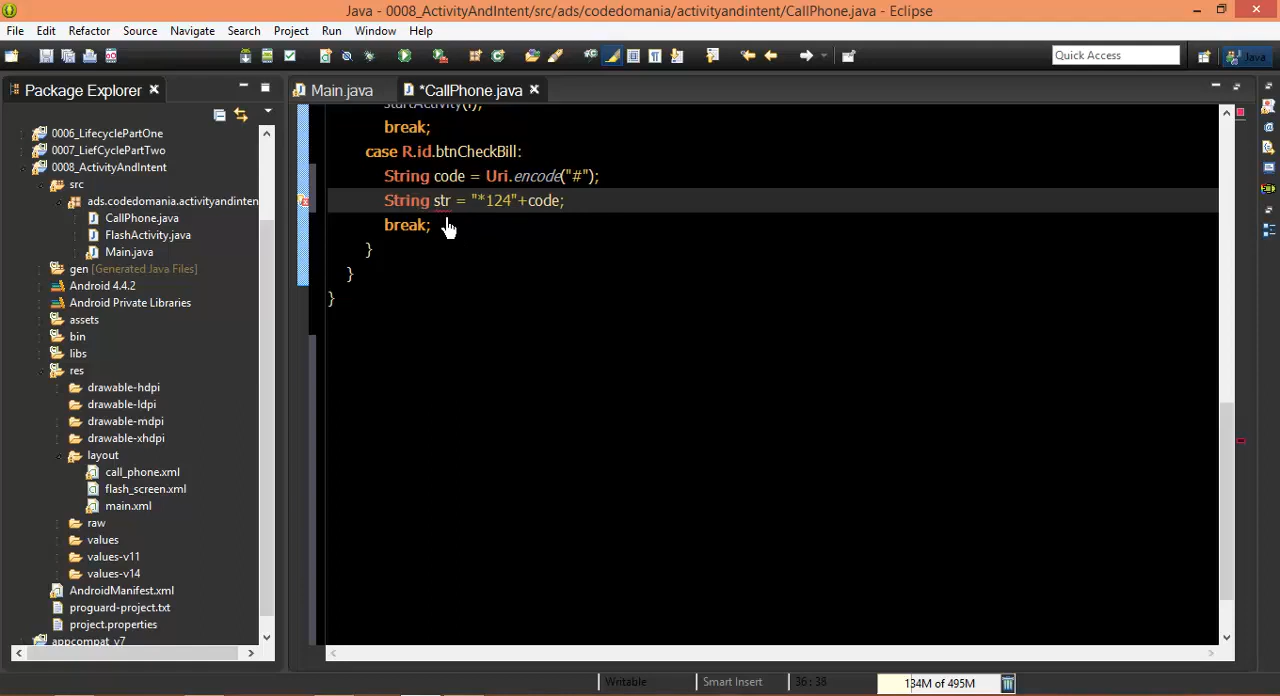 Java - 0008_ActivityAndIntent/src/ads/codedomania/activityandintent/CallPhone.java - Eclipse
File Edit Refactor Source Navigate Search Project Run Window Help
Quick Access
Java
Package Explorer
Main.java
*CallPhone.java
0006_LifecyclePartOne
0007_LiefCyclePartTwo
0008_ActivityAndIntent
src
ads.codedomania.activityandinten
CallPhone.java
FlashActivity.java
Main.java
gen [Generated Java Files]
Android 4.4.2
Android Private Libraries
assets
bin
libs
res
drawable-hdpi
drawable-ldpi
drawable-mdpi
drawable-xhdpi
layout
call_phone.xml
flash_screen.xml
main.xml
raw
values
values-v11
values-v14
AndroidManifest.xml
proguard-project.txt
project.properties
appcompat_v7
startActivity(i);
break;
case R.id.btnCheckBill:
String code = Uri.encode("#");
String str = "*124"+code;
break;
}
}
}
Writable
Smart Insert
36 : 38
134M of 495M